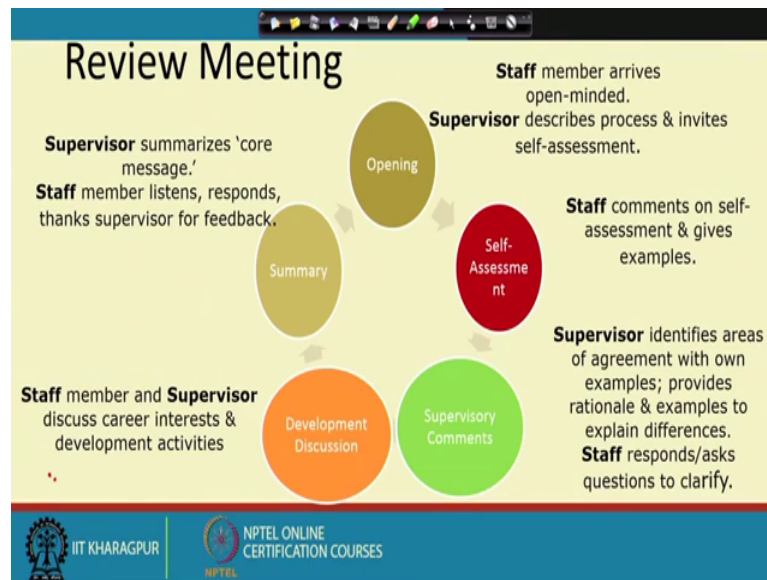 Review Meeting
Staff member arrives
open-minded.
Supervisor describes process & invites
self-assessment.
Opening
Supervisor summarizes ‘core
message.’
Staff member listens, responds,
thanks supervisor for feedback.
Summary
Self-
Assessme
nt
Staff comments on self-
assessment & gives
examples.
Supervisor identifies areas
of agreement with own
examples; provides
rationale & examples to
explain differences.
Staff responds/asks
questions to clarify.
Supervisory
Comments
Development
Discussion
Staff member and Supervisor
discuss career interests &
development activities
IIT KHARAGPUR
NPTEL
NPTEL ONLINE
CERTIFICATION COURSES